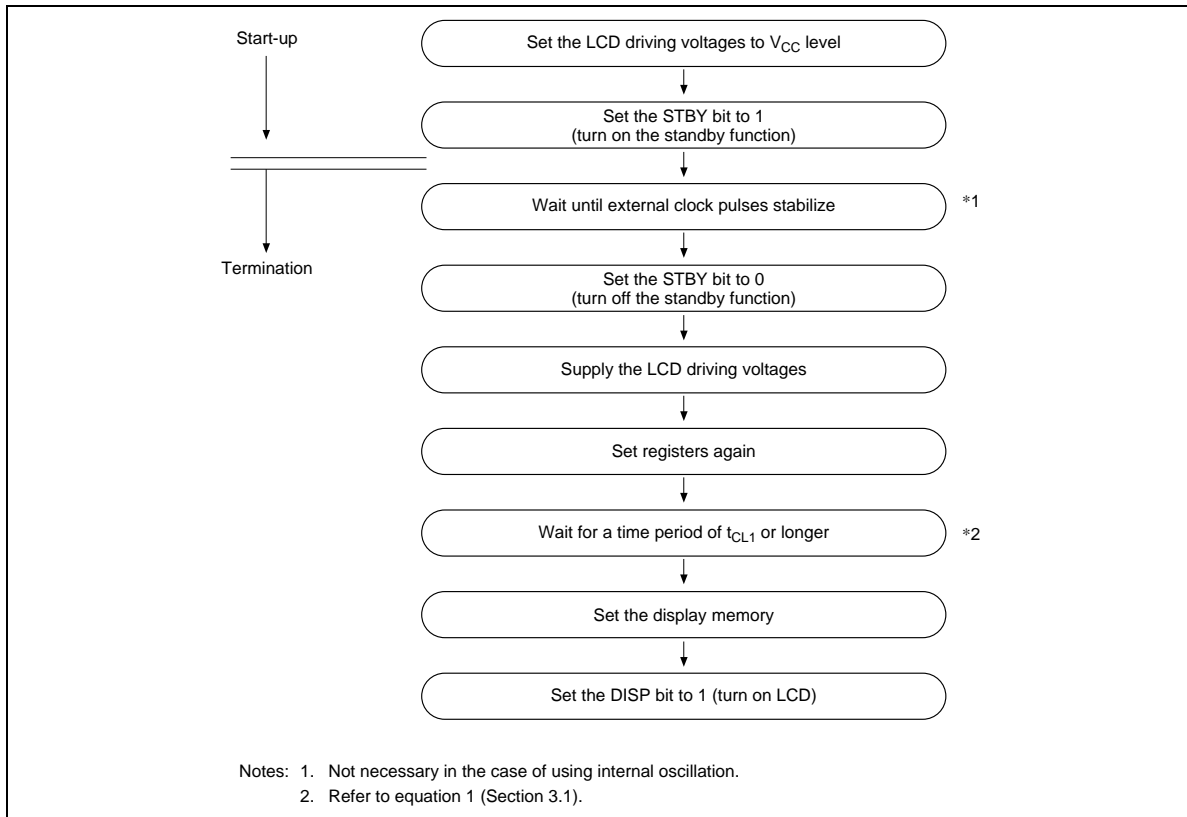 Start-up
Set the LCD driving voltages to VCC level
Set the STBY bit to 1
(turn on the standby function)
Wait until external clock pulses stabilize
*1
Termination
Set the STBY bit to 0
(turn off the standby function)
Supply the LCD driving voltages
Set registers again
Wait for a time period of tCL1 or longer
*2
Set the display memory
Set the DISP bit to 1 (turn on LCD)
Notes: 1. Not necessary in the case of using internal oscillation.
2. Refer to equation 1 (Section 3.1).